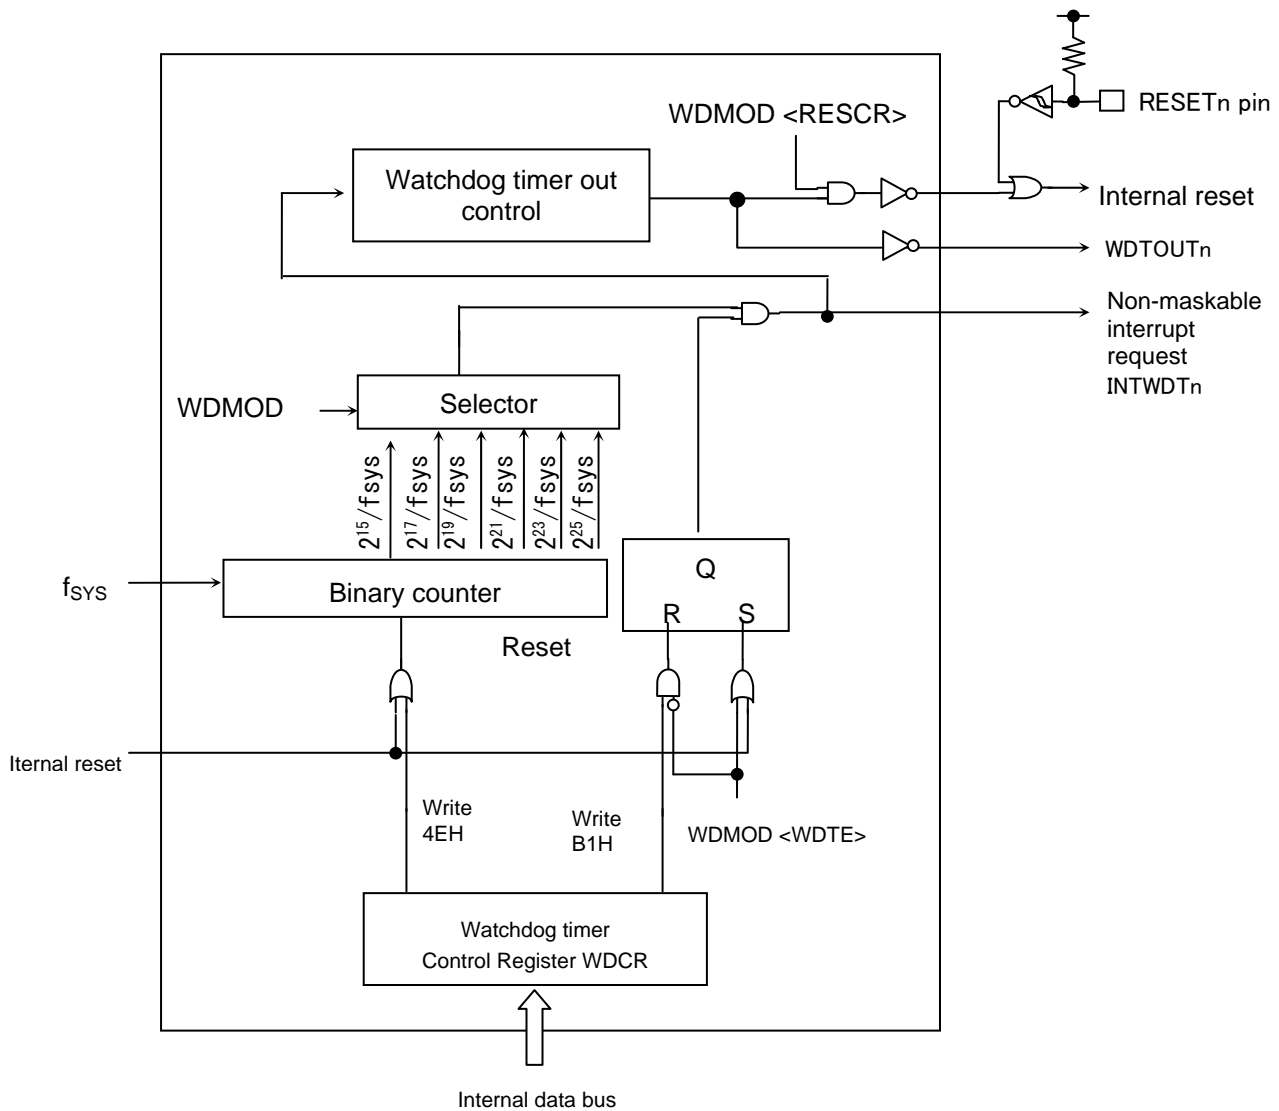 RESETn pin
WDMOD <RESCR>
Watchdog timer out
control
Internal reset
WDTOUTn
Non-maskable
interrupt
request
INTWDTn
WDMOD
Selector
2^15/fsys
2^17/fsys
2^19/fsys
2^21/fsys
2^23/fsys
2^25/fsys
fSYS
Binary counter
Q
R S
Reset
Iternal reset
Write
4EH
Write
B1H
WDMOD <WDTE>
Watchdog timer
Control Register WDCR
Internal data bus